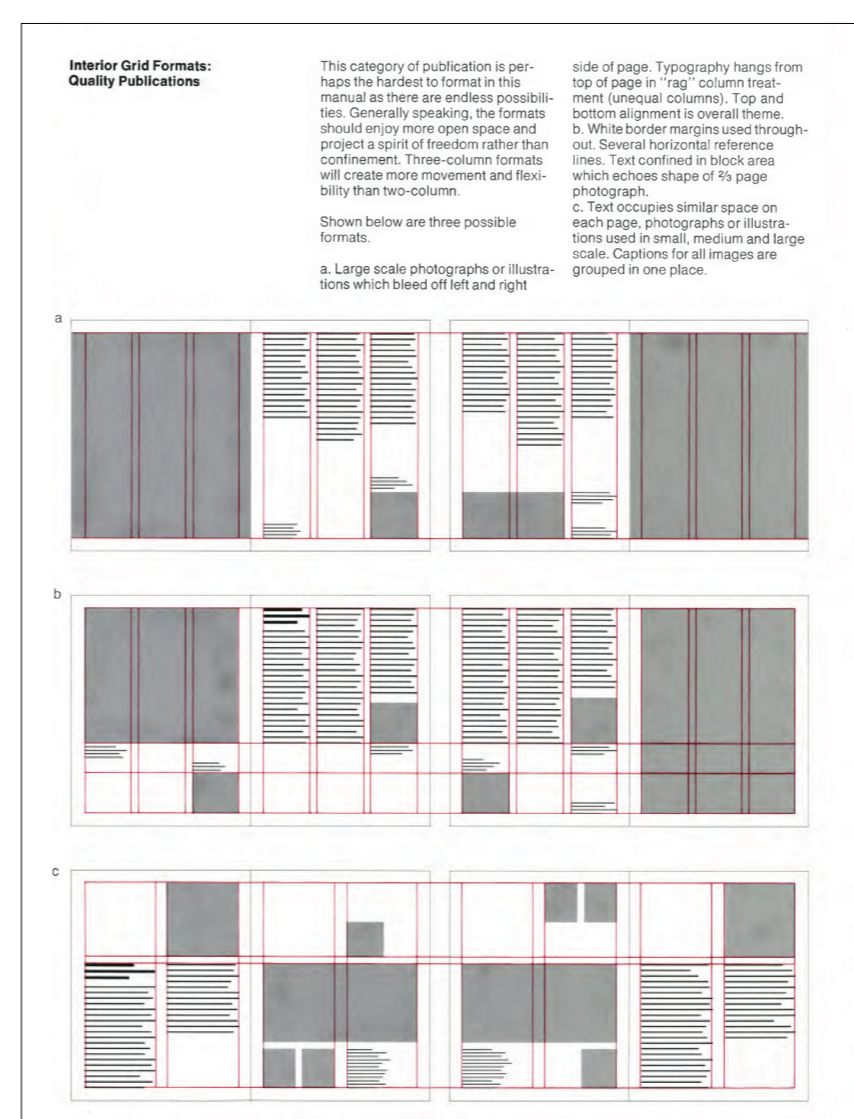 Interior Grid Formats:
Quality Publications
This category of publication is per-
haps the hardest to format in this
manual as there are endless possibili-
ties. Generally speaking, the formats
should enjoy more open space and
project a spirit of freedom rather than
confinement. Three-column formats
will create more movement and flexi-
bility than two-column.
Shown below are three possible
formats.
a. Large scale photographs or illustra-
tions which bleed off left and right
side of page. Typography hangs from
top of page in "rag" column treat-
ment (unequal columns). Top and
bottom alignment is overall theme.
b. White border margins used through-
out. Several horizontal reference
lines. Text confined in block area
which echoes shape of ⅔ page
photograph.
c. Text occupies similar space on
each page, photographs or illustra-
tions used in small, medium and large
scale. Captions for all images are
grouped in one place.
a
b
c